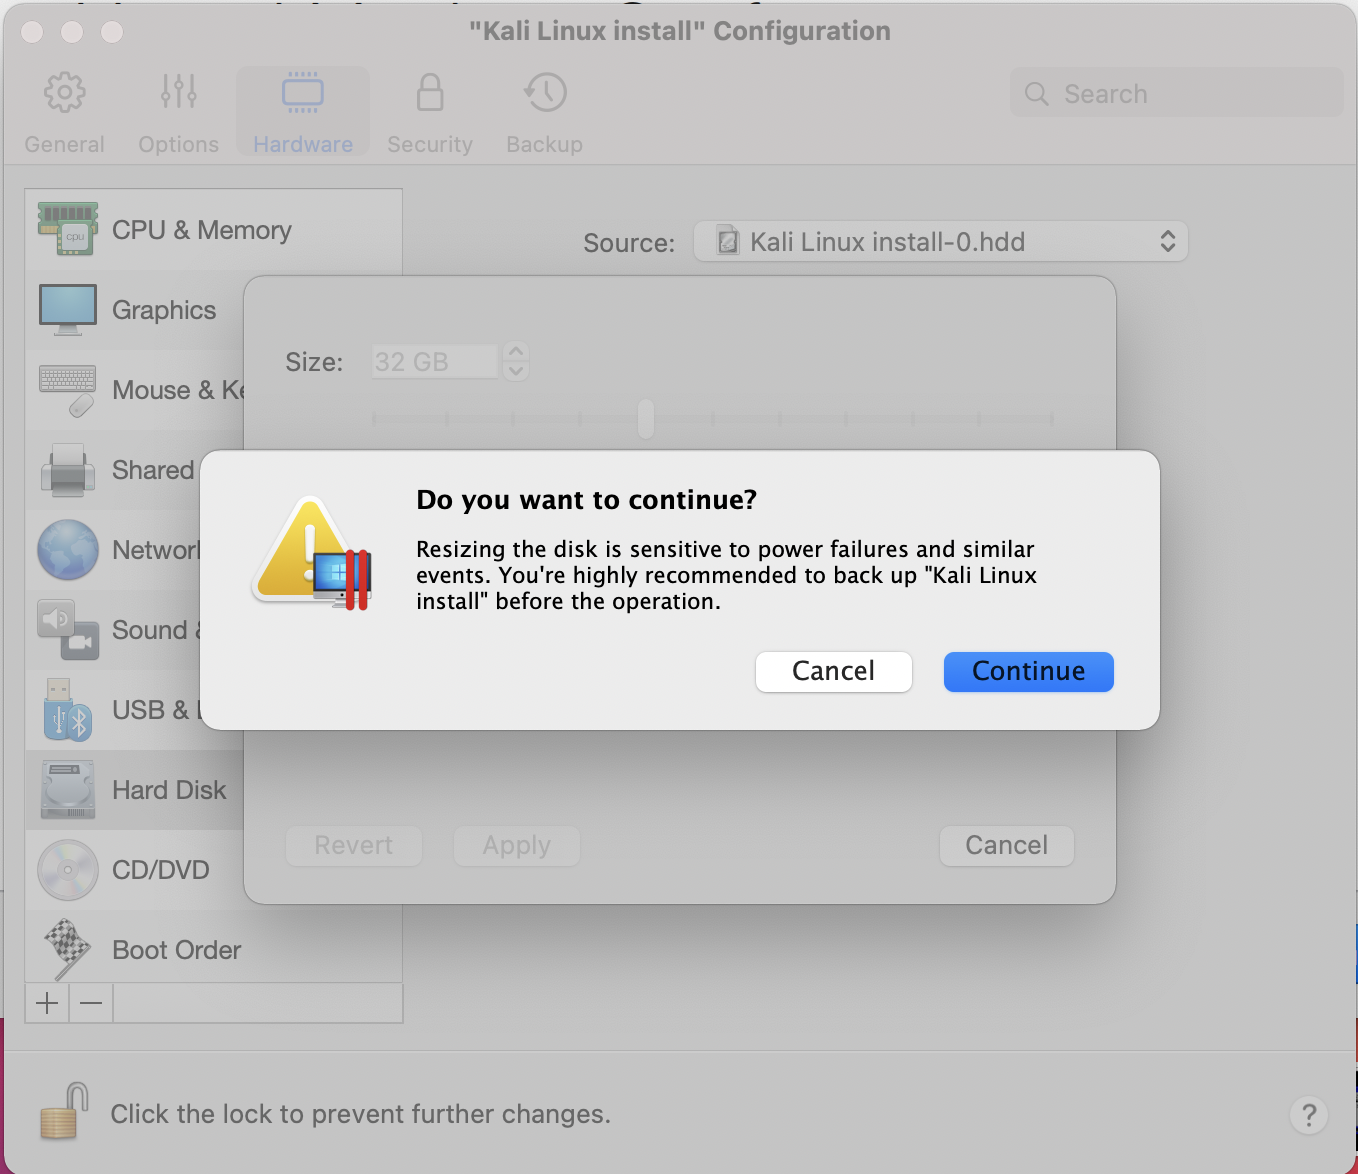 "Kali Linux install" Configuration
General
Options
Hardware
Security
Backup
Search
CPU & Memory
Graphics
Mouse & Ke
Shared
Network
Sound &
USB &
Hard Disk
CD/DVD
Boot Order
Source:
Kali Linux install-0.hdd
Size:
32 GB
Do you want to continue?
Resizing the disk is sensitive to power failures and similar
events. You're highly recommended to back up "Kali Linux
install" before the operation.
Cancel
Continue
Revert
Apply
Cancel
Click the lock to prevent further changes.
?